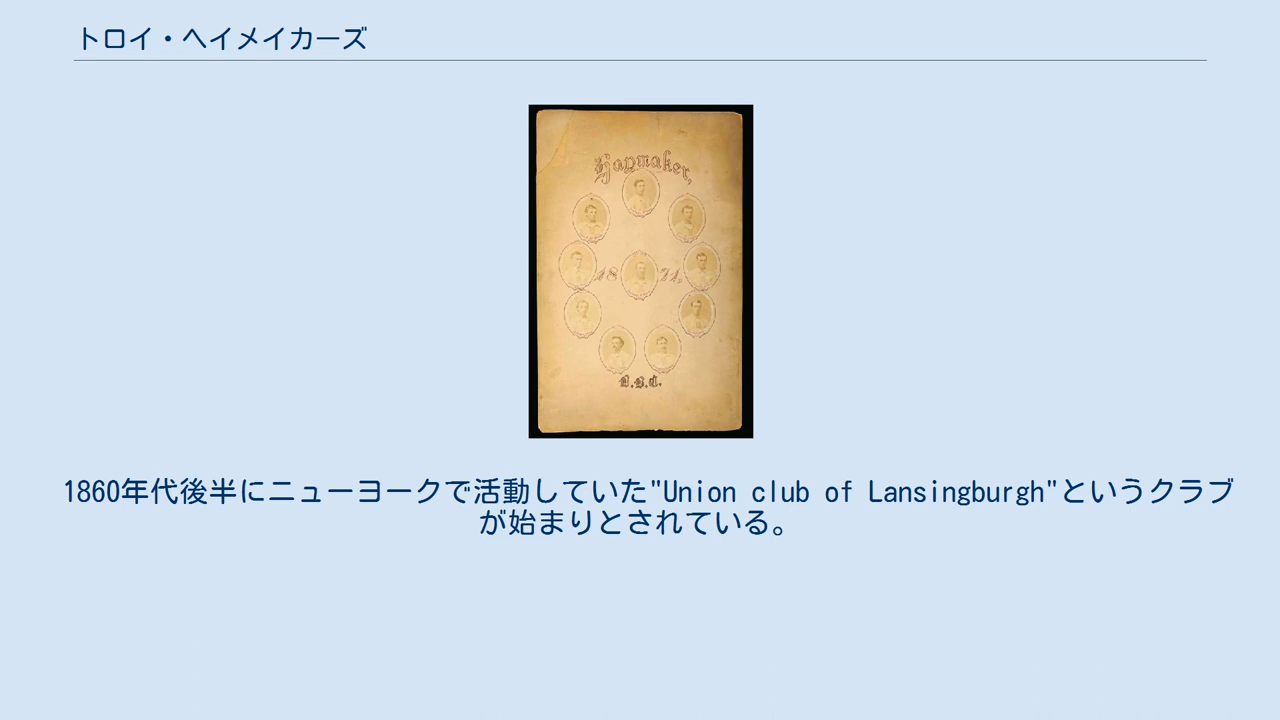 トロイ・ヘイメイカーズ
Haymaker,
1871,
B.B.C.
1860年代後半にニューヨークで活動していた"Union club of Lansingburgh"というクラブ
が始まりとされている。